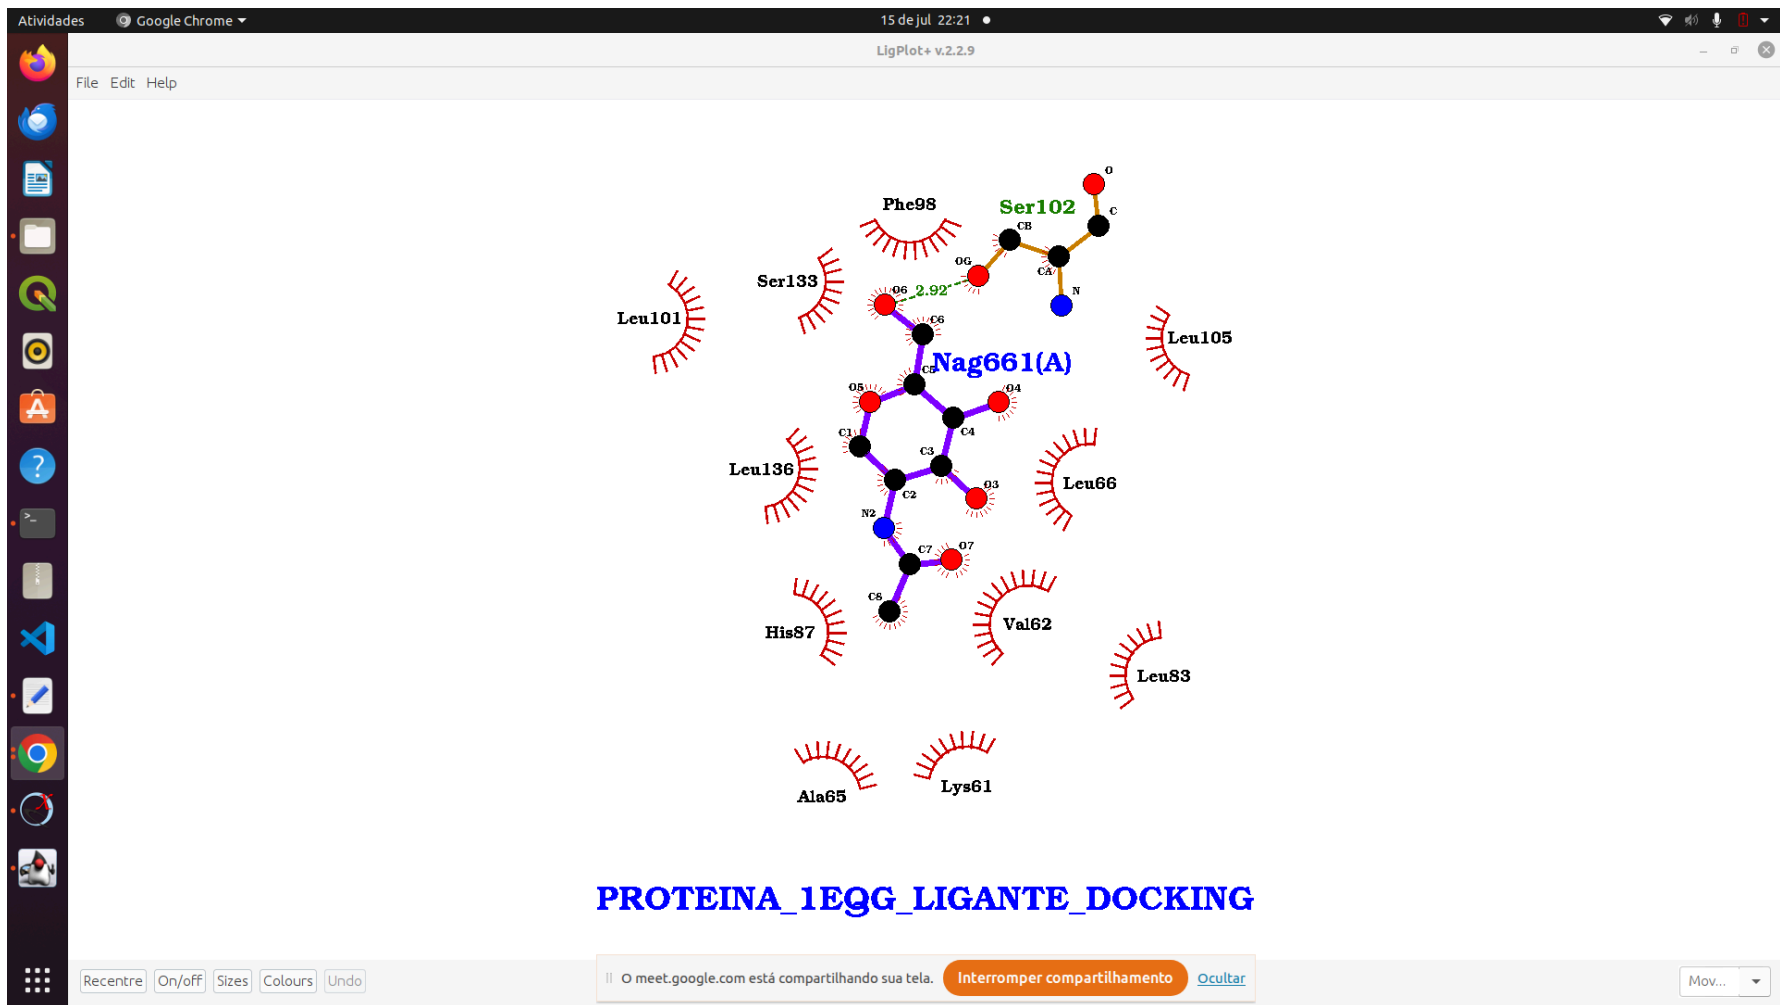 Atividades Google Chrome 15 de jul 22:21
LigPlot+ v.2.2.9
File Edit Help
O
Phe98
Ser102
C
CB
OG
CA
Ser133
O6
2.92
N
Leu101
C6
Leu105
Nag661(A)
C5
O5
O4
C1
C4
C3
Leu136
Leu66
O3
C2
N2
C7
O7
C8
His87
Val62
Leu83
Ala65
Lys61
PROTEINA_1EQG_LIGANTE_DOCKING
Recentre On/off Sizes Colours Undo
O meet.google.com está compartilhando sua tela. Interromper compartilhamento Ocultar
Mov...